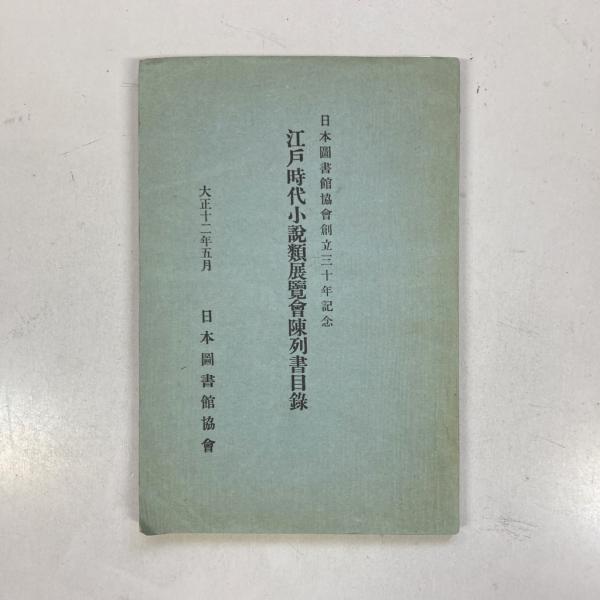 日本圖書館協會創立三十年記念
江戶時代小說類展覽會陳列書目錄
大正十二年五月
日本圖書館協會